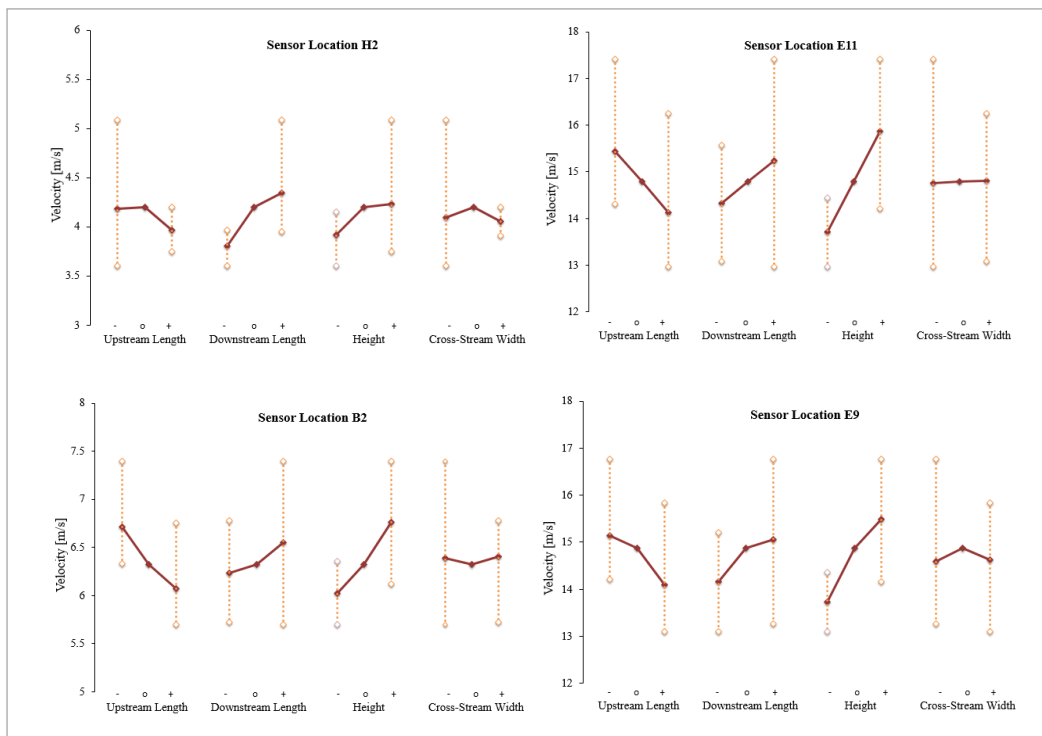 Sensor Location H2
Velocity [m/s]
6
5.5
5
4.5
4
3.5
3
- o + - o + - o + - o +
Upstream Length Downstream Length Height Cross-Stream Width
Sensor Location E11
Velocity [m/s]
18
17
16
15
14
13
12
- o + - o + - o + - o +
Upstream Length Downstream Length Height Cross-Stream Width
Sensor Location B2
Velocity [m/s]
8
7.5
7
6.5
6
5.5
5
- o + - o + - o + - o +
Upstream Length Downstream Length Height Cross-Stream Width
Sensor Location E9
Velocity [m/s]
18
17
16
15
14
13
12
- o + - o + - o + - o +
Upstream Length Downstream Length Height Cross-Stream Width